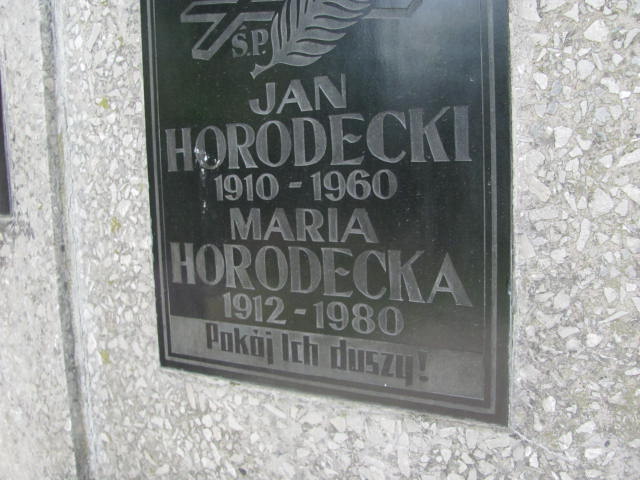 Ś.P.
JAN
HORODECKI
1910 - 1960
MARIA
HORODECKA
1912 - 1980
Pokój Ich duszy!